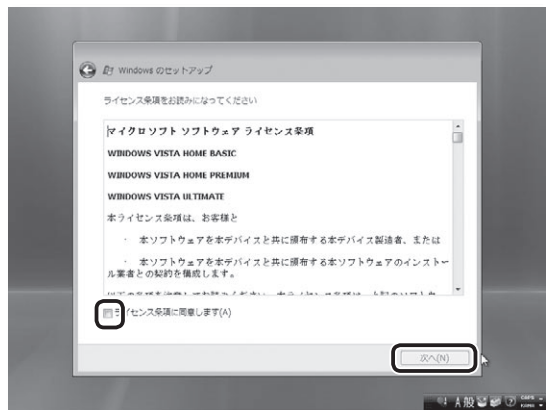 Windows のセットアップ
ライセンス条項をお読みになってください
マイクロソフト ソフトウェア ライセンス条項
WINDOWS VISTA HOME BASIC
WINDOWS VISTA HOME PREMIUM
WINDOWS VISTA ULTIMATE
本ライセンス条項は、お客様と
· 本ソフトウェアを本デバイスと共に頒布する本デバイス製造者、または
· 本ソフトウェアを本デバイスと共に頒布する本ソフトウェアのインストー
ル業者との契約を構成します。
イセンス条項に同意します(A)
次へ(N)
A 般
CAPS
KANA